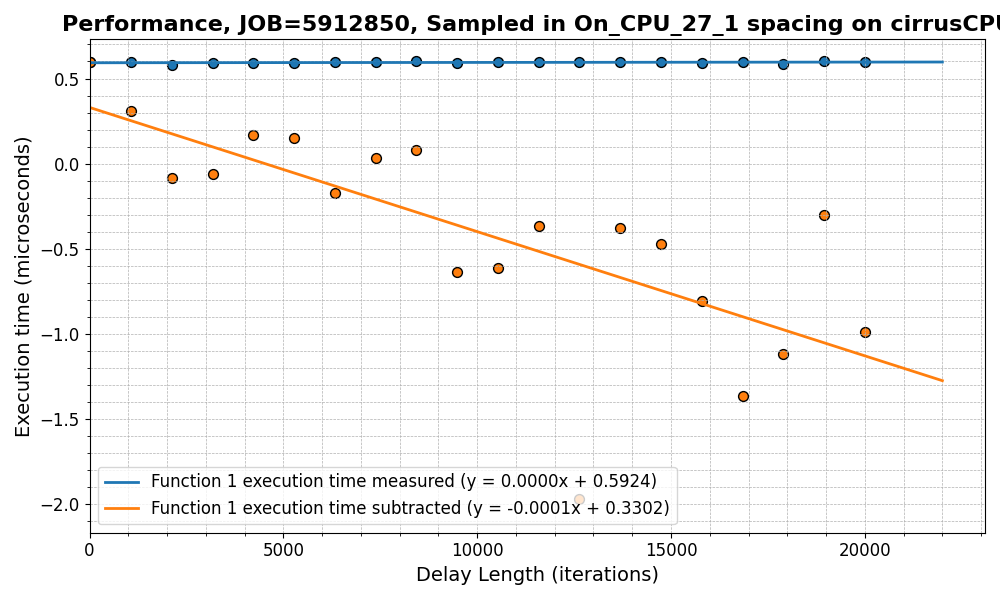 Performance, JOB=5912850, Sampled in On_CPU_27_1 spacing on cirrusCPU
Execution time (microseconds)
0.5
0.0
−0.5
−1.0
−1.5
−2.0
Function 1 execution time measured (y = 0.0000x + 0.5924)
Function 1 execution time subtracted (y = -0.0001x + 0.3302)
0 5000 10000 15000 20000
Delay Length (iterations)